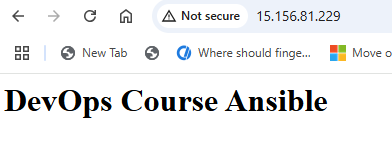 Not secure 15.156.81.229
New Tab Where should finge... Move o
DevOps Course Ansible